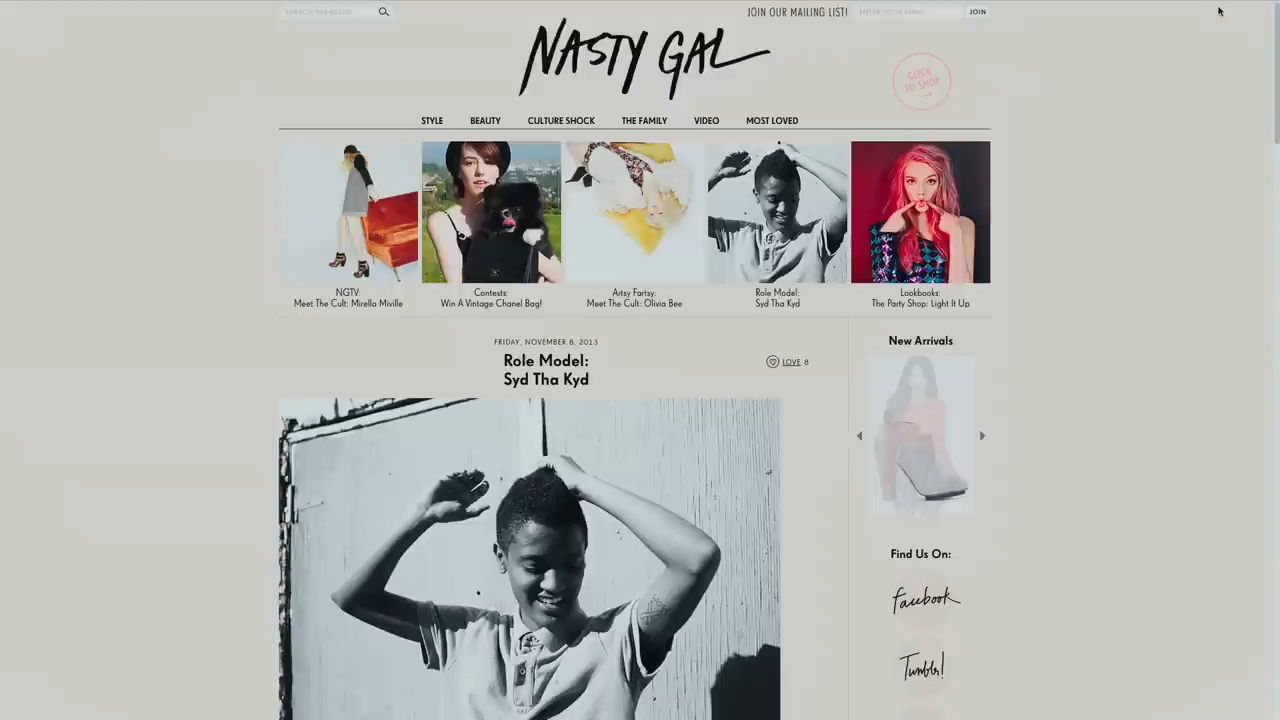 JOIN OUR MAILING LIST!
JOIN
NASTY GAL
CLICK
TO SHOP
STYLE BEAUTY CULTURE SHOCK THE FAMILY VIDEO MOST LOVED
NGTV:
Meet The Cult: Mirella Miville
Contests:
Win A Vintage Chanel Bag!
Artsy Fartsy:
Meet The Cult: Olivia Bee
Role Model:
Syd Tha Kyd
Lookbooks:
The Party Shop: Light It Up
FRIDAY, NOVEMBER 8, 2013
Role Model:
Syd Tha Kyd
LOVE 8
New Arrivals
Find Us On:
facebook
Tumblr!